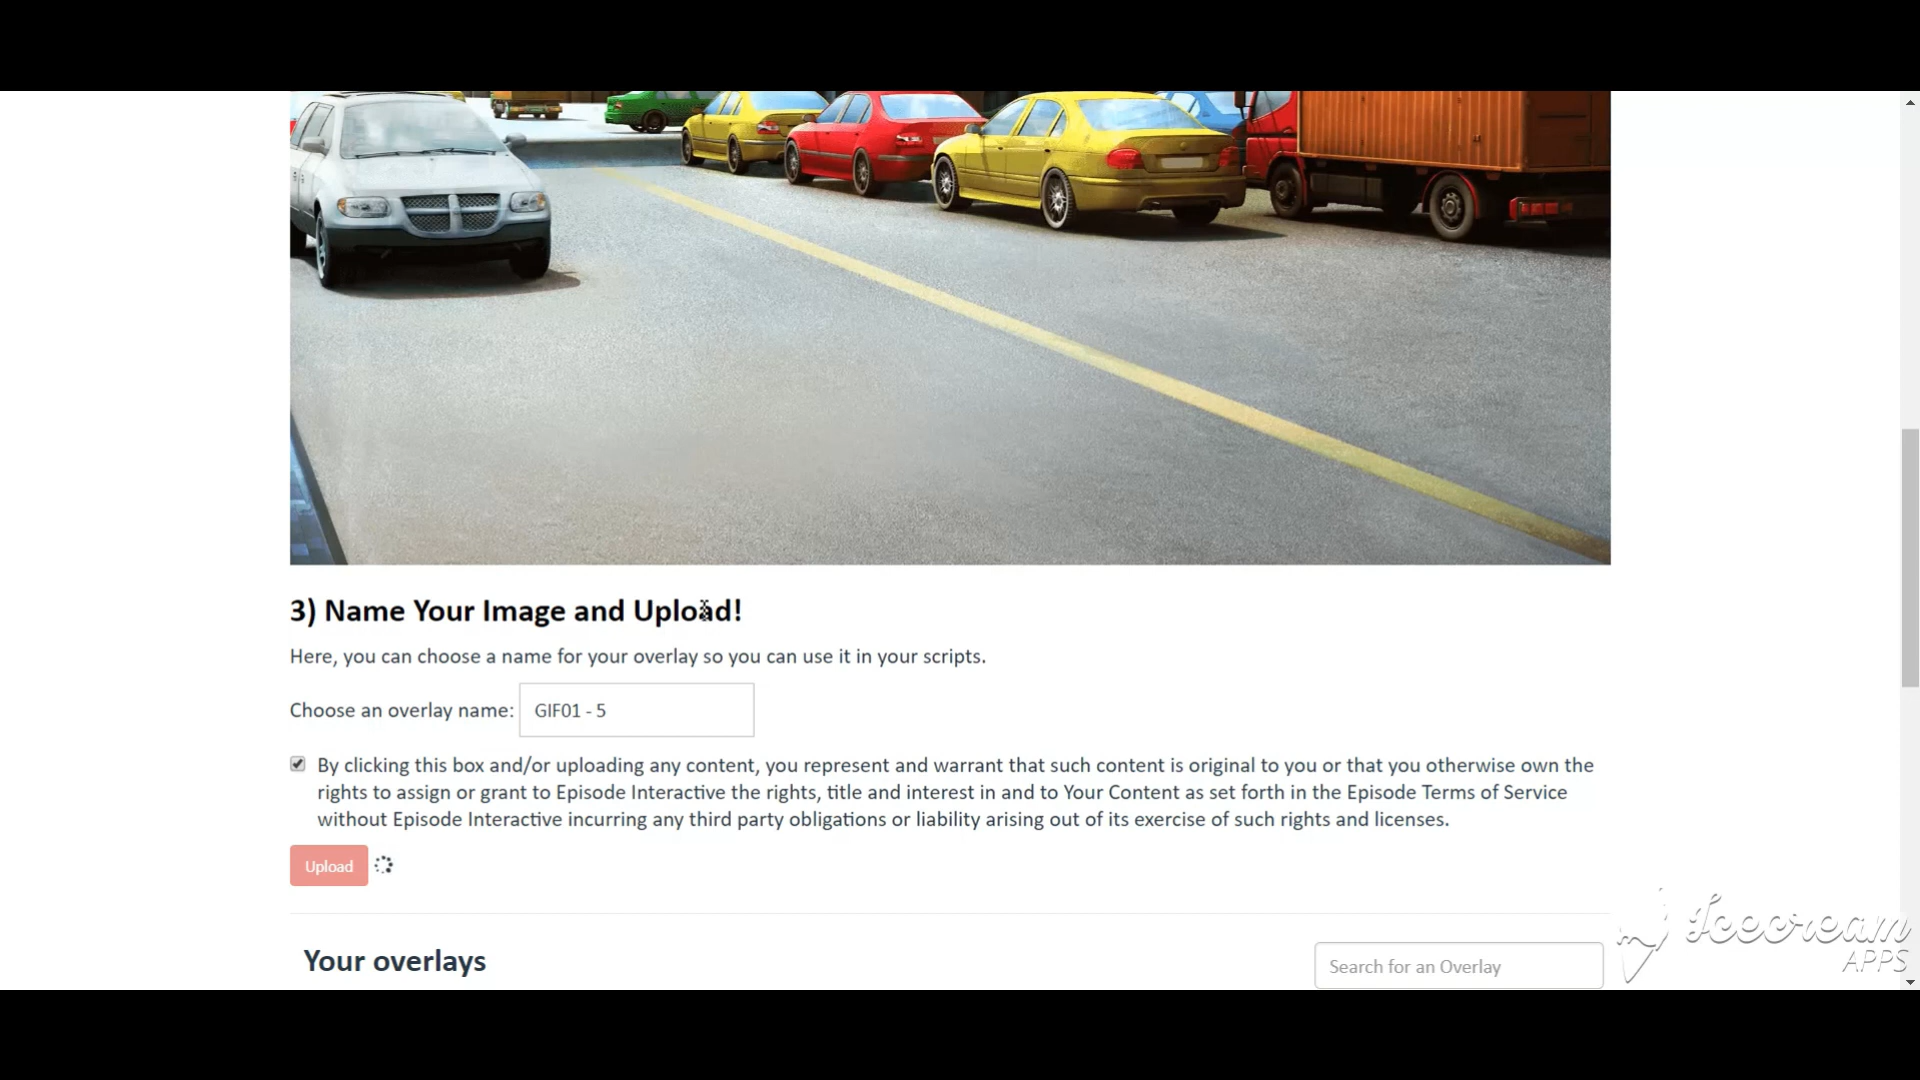 3) Name Your Image and Upload!
Here, you can choose a name for your overlay so you can use it in your scripts.
Choose an overlay name: GIF01 - 5
By clicking this box and/or uploading any content, you represent and warrant that such content is original to you or that you otherwise own the
rights to assign or grant to Episode Interactive the rights, title and interest in and to Your Content as set forth in the Episode Terms of Service
without Episode Interactive incurring any third party obligations or liability arising out of its exercise of such rights and licenses.
Upload
Your overlays
Search for an Overlay
Icecream
APPS